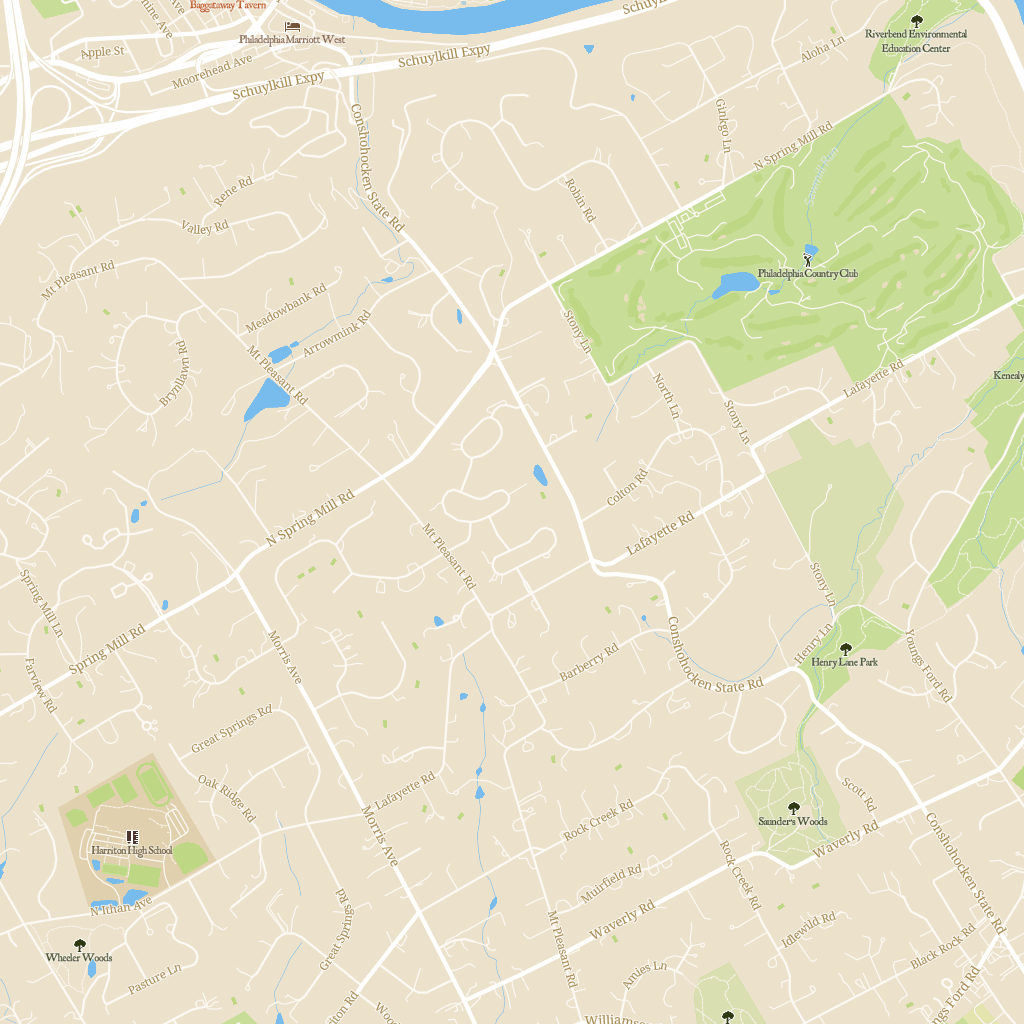 Baggataway Tavern
Philadelphia Marriott West
Apple St
Moorehead Ave
Schuylkill Expy
Schuylkill Expy
Aloha Ln
Riverbend Environmental
Education Center
Ginkgo Ln
N Spring Mill Rd
Conshohocken State Rd
Rene Rd
Robin Rd
Valley Rd
Mt Pleasant Rd
Philadelphia Country Club
Meadowbank Rd
Arrowmink Rd
Stony Ln
Brynllawn Rd
Mt Pleasant Rd
North Ln
Lafayette Rd
Stony Ln
Colton Rd
N Spring Mill Rd
Lafayette Rd
Mt Pleasant Rd
Stony Ln
Spring Mill Ln
Spring Mill Rd
Morris Ave
Henry Ln
Henry Lane Park
Youngs Ford Rd
Barberry Rd
Conshohocken State Rd
Farview Rd
Great Springs Rd
Oak Ridge Rd
Lafayette Rd
Scott Rd
Saunder's Woods
Waverly Rd
Rock Creek Rd
Morris Ave
Harriton High School
Muirfield Rd
Rock Creek Rd
Conshohocken State Rd
N Ithan Ave
Great Springs Rd
Waverly Rd
Mt Pleasant Rd
Idlewild Rd
Black Rock Rd
Wheeler Woods
Pasture Ln
Amies Ln